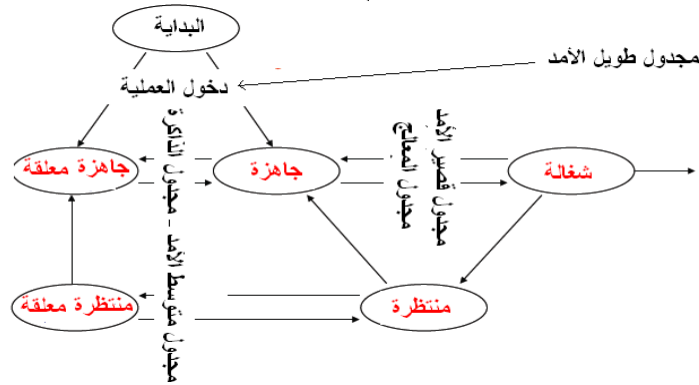 البداية
مجدول طويل الأمد
دخول العملية
جاهزة معلقة
جاهزة
شغالة
مجدول قصير الأمد
مجدول المعالج
مجدول متوسط الأمد - مجدول الذاكرة
منتظرة معلقة
منتظرة